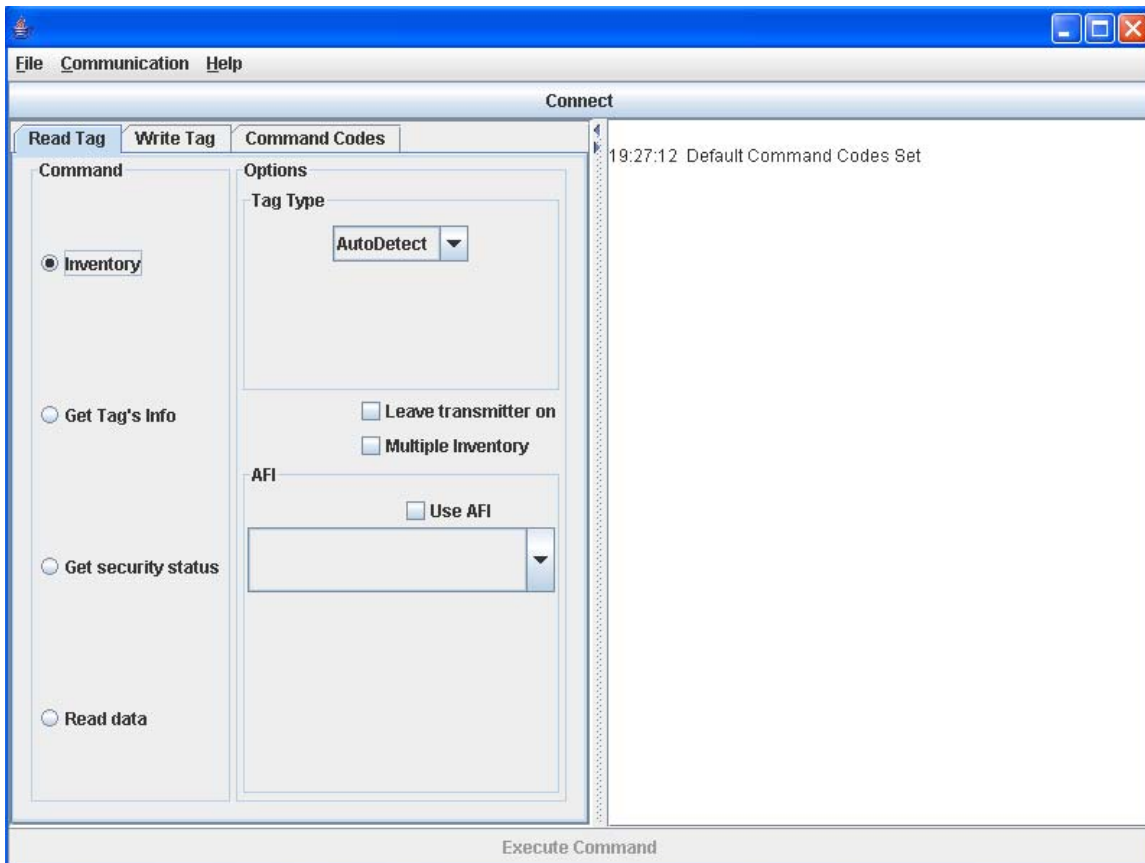 File Communication Help
Connect
Read Tag Write Tag Command Codes
Command
Inventory
Get Tag's Info
Get security status
Read data
Options
Tag Type
AutoDetect
Leave transmitter on
Multiple Inventory
AFI
Use AFI
19:27:12 Default Command Codes Set
Execute Command